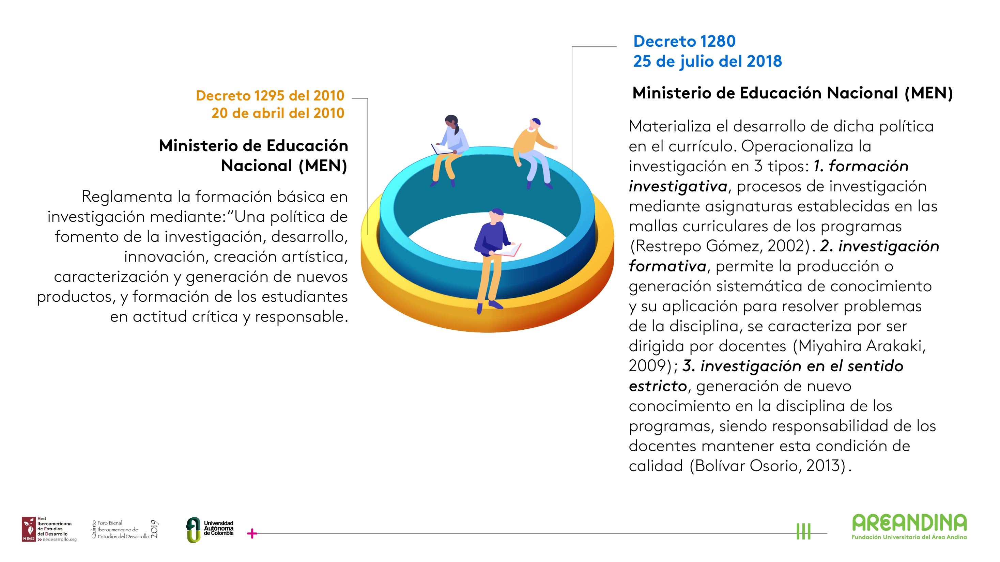 Decreto 1295 del 2010
20 de abril del 2010
Ministerio de Educación
Nacional (MEN)
Reglamenta la formación básica en
investigación mediante:“Una política de
fomento de la investigación, desarrollo,
innovación, creación artística,
caracterización y generación de nuevos
productos, y formación de los estudiantes
en actitud crítica y responsable.
Decreto 1280
25 de julio del 2018
Ministerio de Educación Nacional (MEN)
Materializa el desarrollo de dicha política
en el currículo. Operacionaliza la
investigación en 3 tipos: 1. formación
investigativa, procesos de investigación
mediante asignaturas establecidas en las
mallas curriculares de los programas
(Restrepo Gómez, 2002). 2. investigación
formativa, permite la producción o
generación sistemática de conocimiento
y su aplicación para resolver problemas
de la disciplina, se caracteriza por ser
dirigida por docentes (Miyahira Arakaki,
2009); 3. investigación en el sentido
estricto, generación de nuevo
conocimiento en la disciplina de los
programas, siendo responsabilidad de los
docentes mantener esta condición de
calidad (Bolívar Osorio, 2013).
RIED
Red
Iberoamericana
de Estudios
del Desarrollo
>> riedesarrollo.org
Quinto
Foro Bienal
Iberoamericano de
Estudios del Desarrollo
2019
Universidad
Autónoma
de Colombia
AREANDINA
Fundación Universitaria del Área Andina